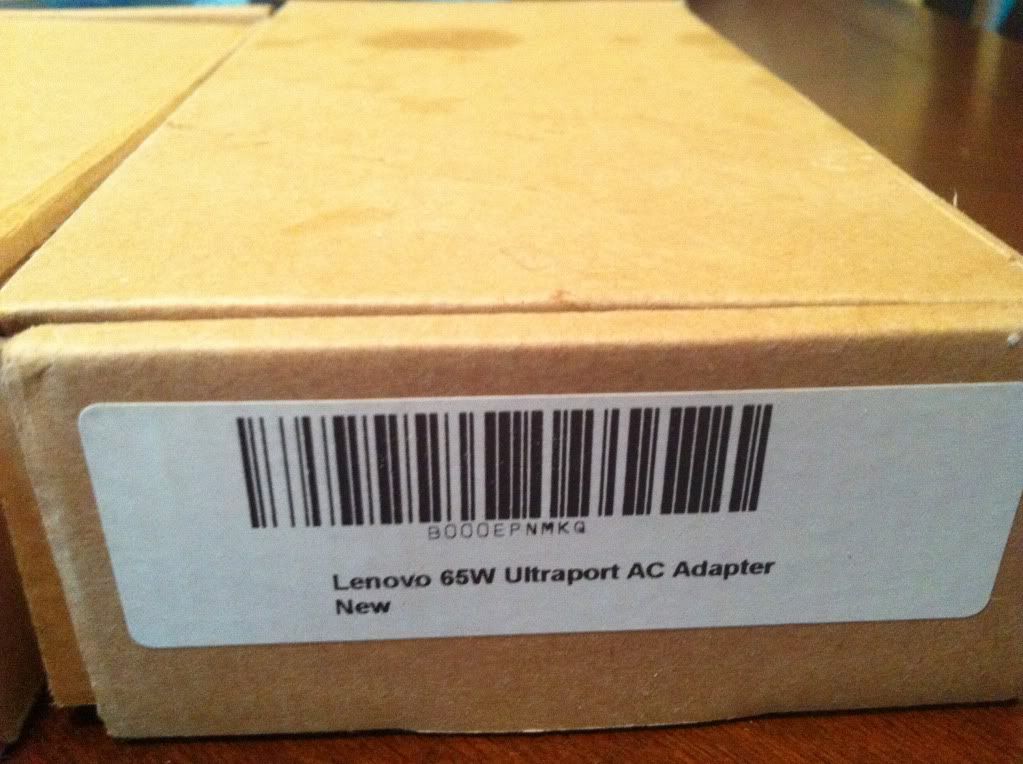 B000EPNMKQ
Lenovo 65W Ultraport AC Adapter
New